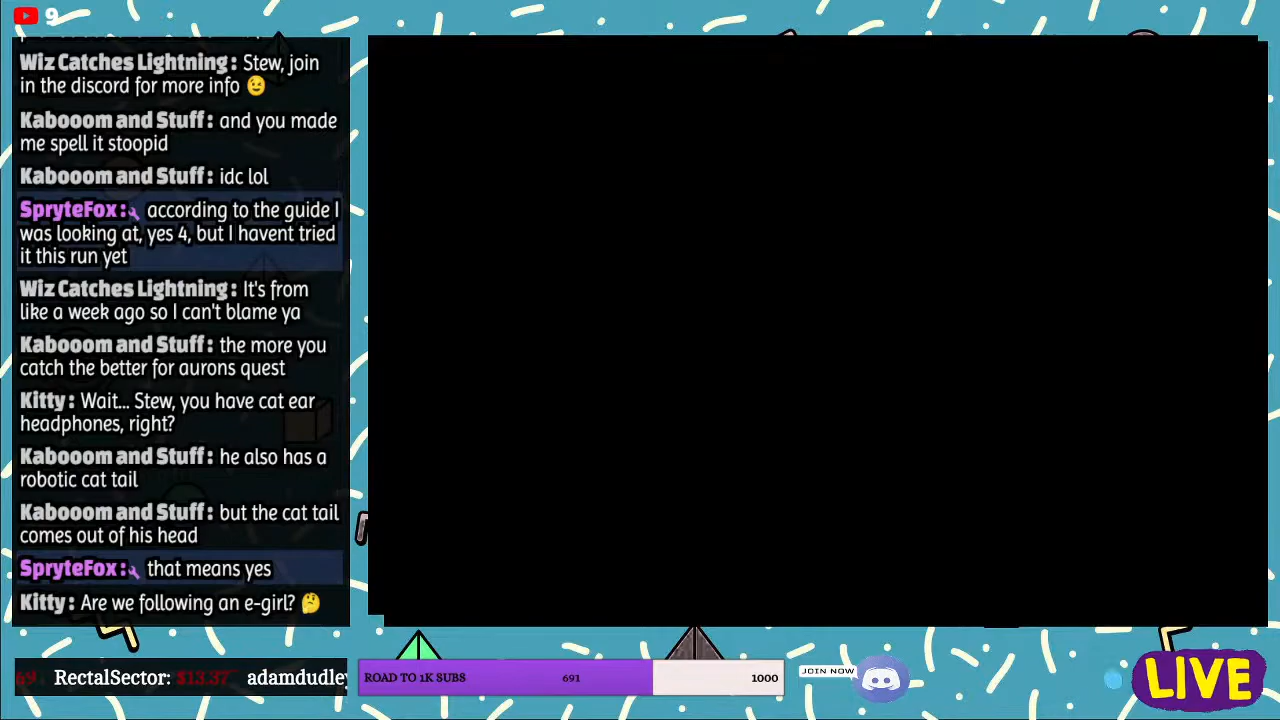 9
Wiz Catches Lightning : Stew, join
in the discord for more info 😉
Kabooom and Stuff : and you made
me spell it stoopid
Kabooom and Stuff : idc lol
SpryteFox : according to the guide I
was looking at, yes 4, but I havent tried
it this run yet
Wiz Catches Lightning : It's from
like a week ago so I can't blame ya
Kabooom and Stuff : the more you
catch the better for aurons quest
Kitty : Wait... Stew, you have cat ear
headphones, right?
Kabooom and Stuff : he also has a
robotic cat tail
Kabooom and Stuff : but the cat tail
comes out of his head
SpryteFox : that means yes
Kitty : Are we following an e-girl? 🤔
69 RectalSector: $13.37 adamdudley
ROAD TO 1K SUBS 691 1000
JOIN NOW
LIVE